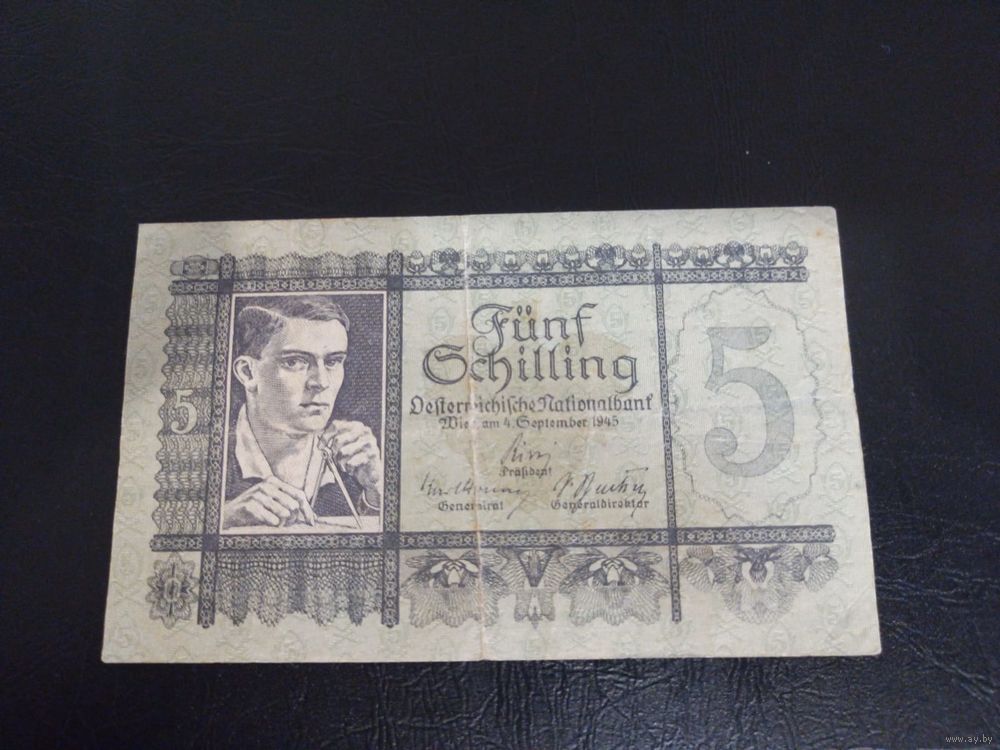 5
Fünf
Schilling
Oesterreichische Nationalbank
Wien, am 4. September 1945
5
Präsident
Generalrat
Generaldirektor
www.ay.by